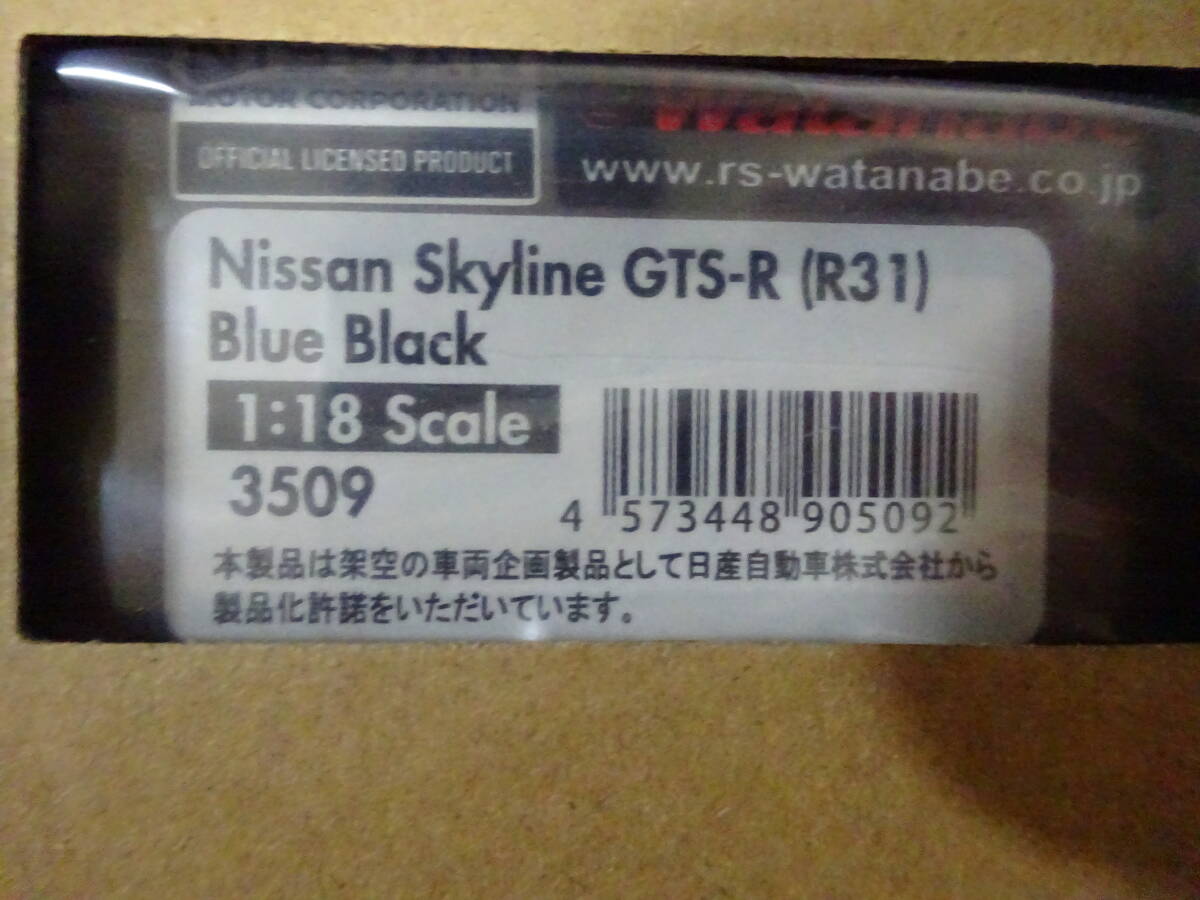 MOTOR CORPORATION
OFFICIAL LICENSED PRODUCT
www.rs-watanabe.co.jp
Nissan Skyline GTS-R (R31)
Blue Black
1:18 Scale
3509
4 573448 905092
本製品は架空の車両企画製品として日産自動車株式会社から
製品化許諾をいただいています。